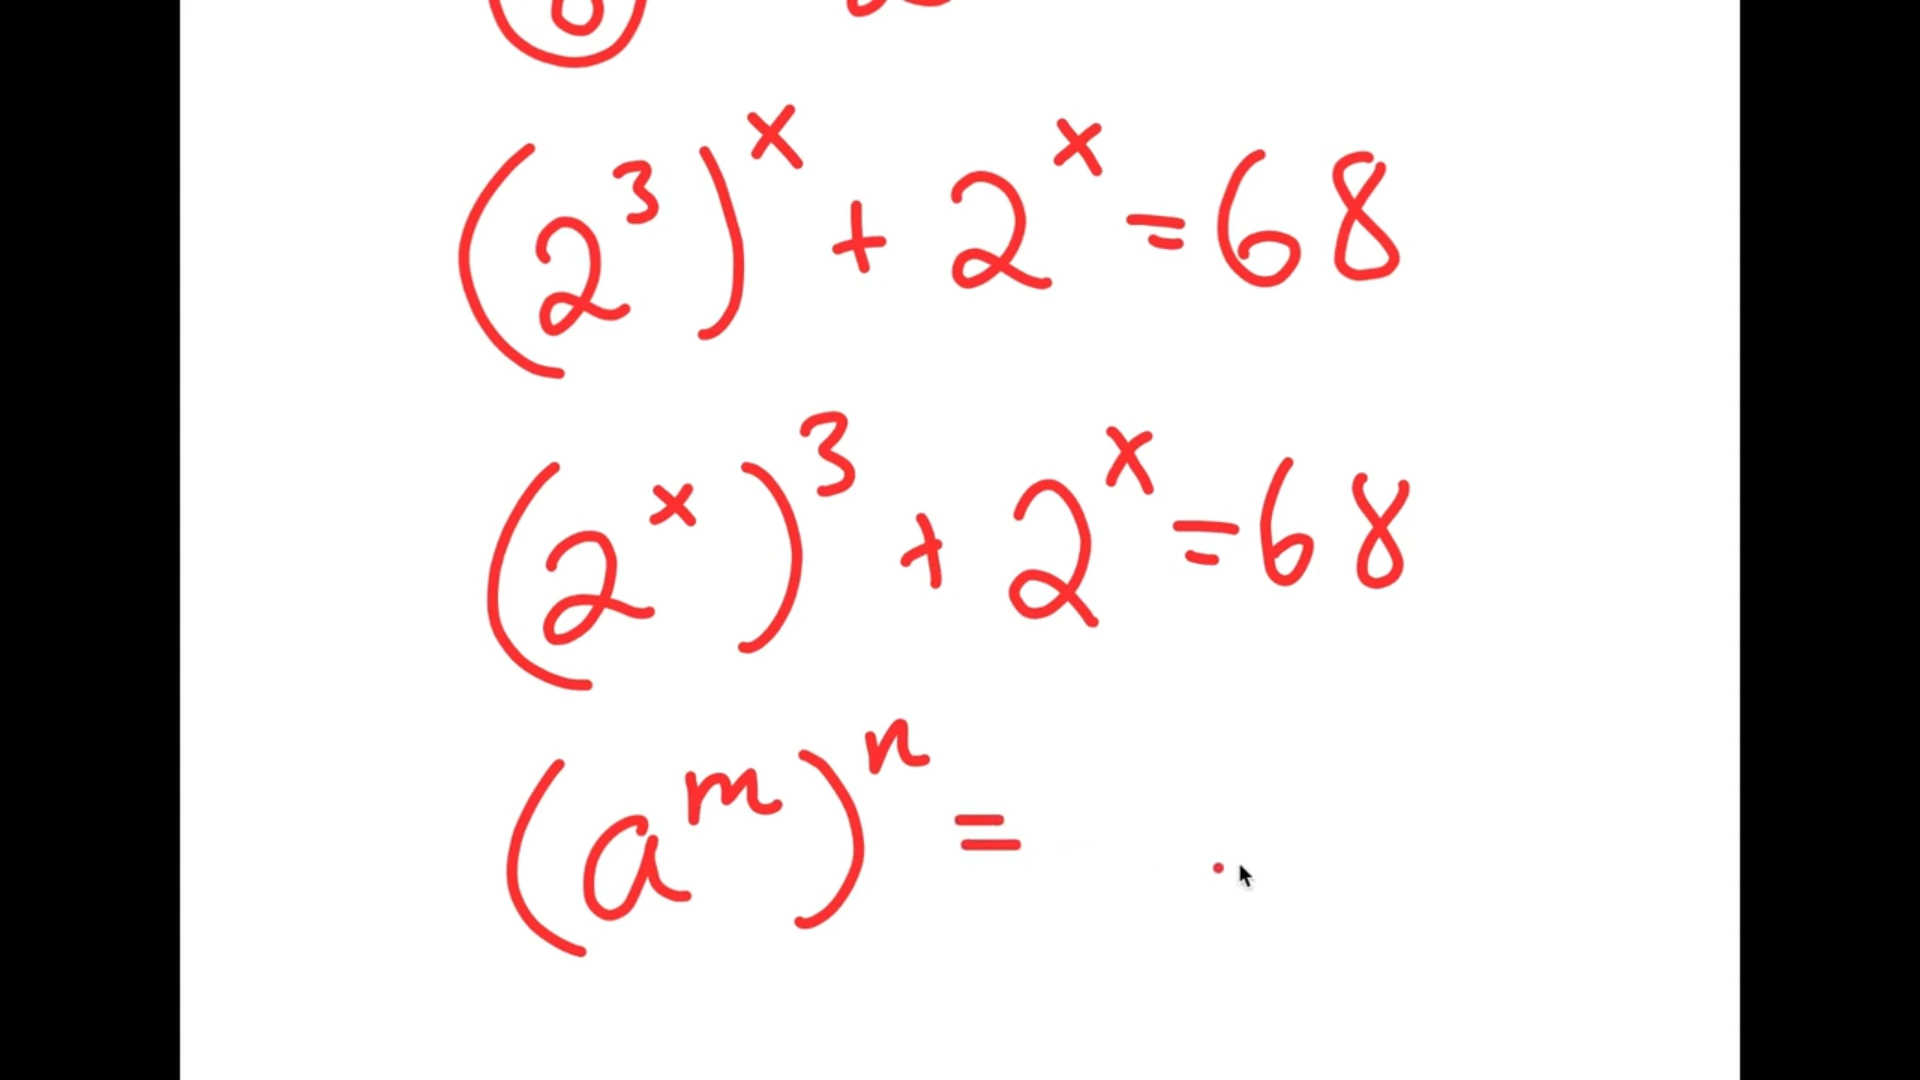 (2³)ˣ + 2ˣ = 68
(2ˣ)³ + 2ˣ = 68
(aᵐ)ⁿ =